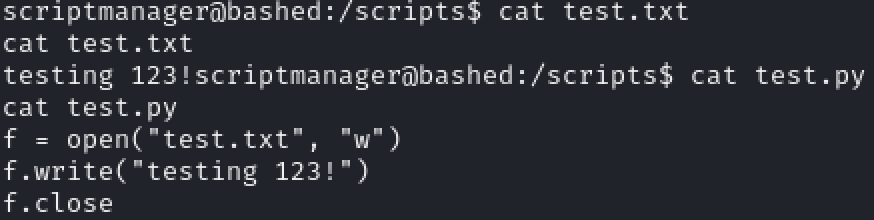 scriptmanager@bashed:/scripts$ cat test.txt
cat test.txt
testing 123!scriptmanager@bashed:/scripts$ cat test.py
cat test.py
f = open("test.txt", "w")
f.write("testing 123!")
f.close